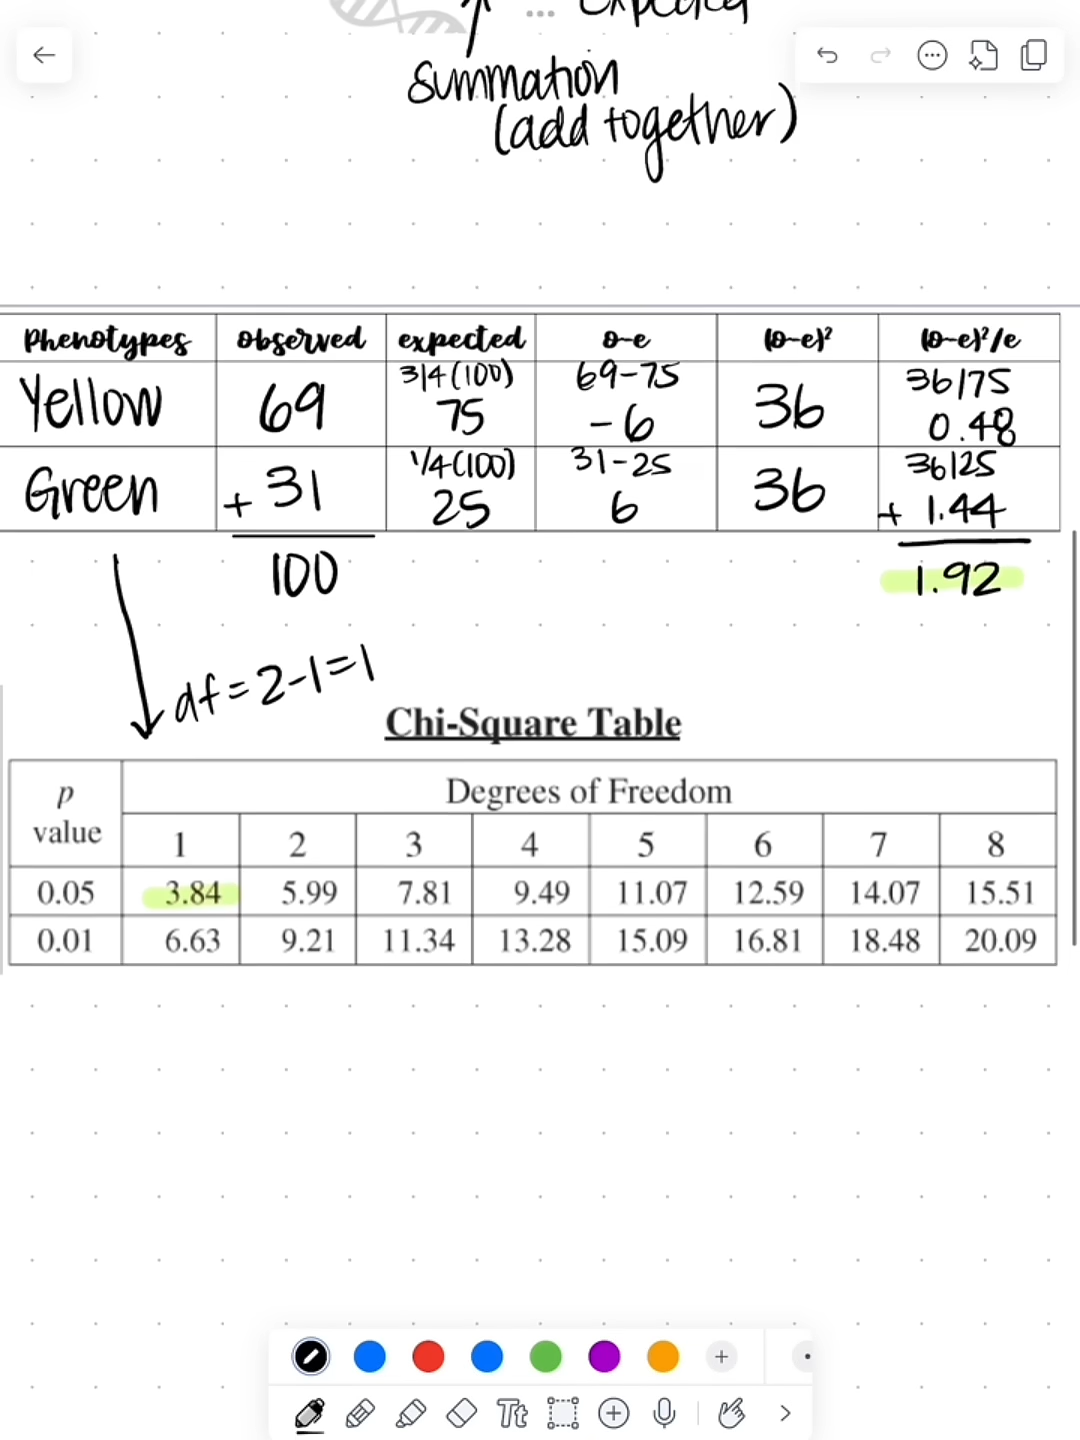 expected
summation
(add together)
Phenotypes observed expected o-e (o-e)² (o-e)²/e
Yellow 69 3/4(100) 75 69-75 -6 36 36/75 0.48
Green + 31 1/4(100) 25 31-25 6 36 36/25 + 1.44
100 1.92
df=2-1=1
Chi-Square Table
p value Degrees of Freedom
1 2 3 4 5 6 7 8
0.05 3.84 5.99 7.81 9.49 11.07 12.59 14.07 15.51
0.01 6.63 9.21 11.34 13.28 15.09 16.81 18.48 20.09
Tt